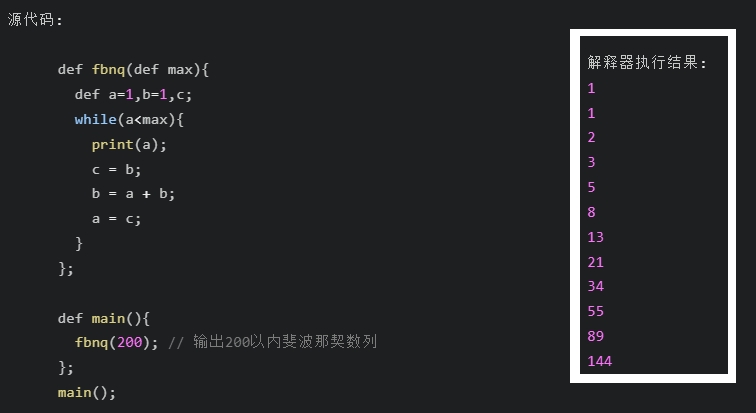 源代码:
def fbnq(def max){
def a=1,b=1,c;
while(a<max){
print(a);
c = b;
b = a + b;
a = c;
}
};
def main(){
fbnq(200); // 输出200以内斐波那契数列
};
main();
解释器执行结果:
1
1
2
3
5
8
13
21
34
55
89
144